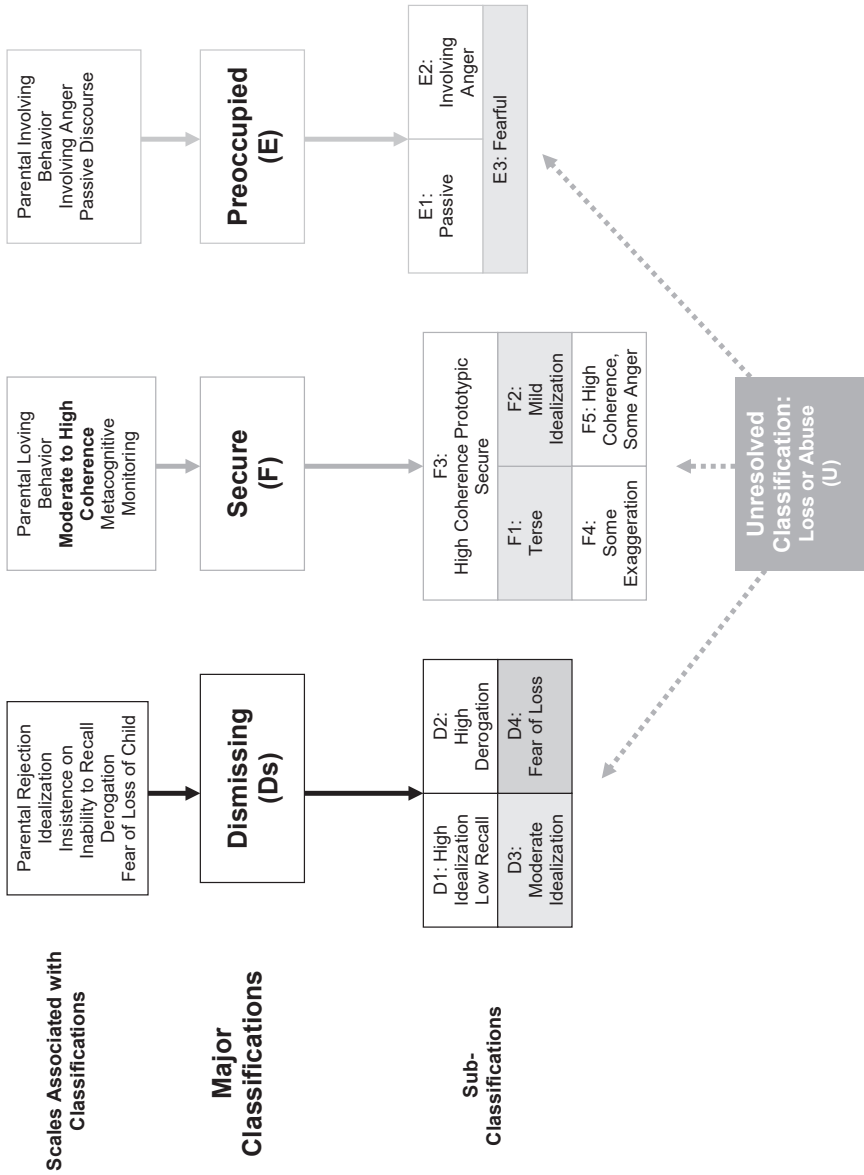 Scales Associated with
Classifications
Parental Rejection
Idealization
Insistence on
Inability to Recall
Derogation
Fear of Loss of Child
Parental Loving
Behavior
Moderate to High
Coherence
Metacognitive
Monitoring
Parental Involving
Behavior
Involving Anger
Passive Discourse
Major
Classifications
Dismissing
(Ds)
Secure
(F)
Preoccupied
(E)
Sub-
Classifications
D1: High
Idealization
Low Recall
D2:
High
Derogation
D3:
Moderate
Idealization
D4:
Fear of Loss
F3:
High Coherence Prototypic
Secure
F1:
Terse
F2:
Mild
Idealization
F4:
Some
Exaggeration
F5: High
Coherence,
Some Anger
E1:
Passive
E2:
Involving
Anger
E3: Fearful
Unresolved
Classification:
Loss or Abuse
(U)